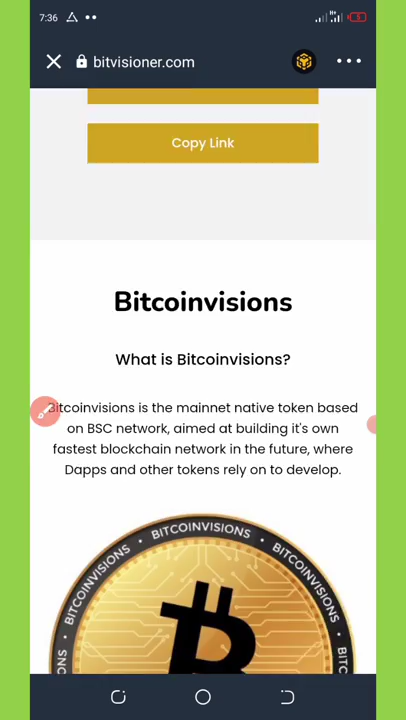 7:36
bitvisioner.com
Copy Link
Bitcoinvisions
What is Bitcoinvisions?
Bitcoinvisions is the mainnet native token based
on BSC network, aimed at building it's own
fastest blockchain network in the future, where
Dapps and other tokens rely on to develop.
BITCOINVISIONS • BITCOINVISIONS • BITCOINVISIONS